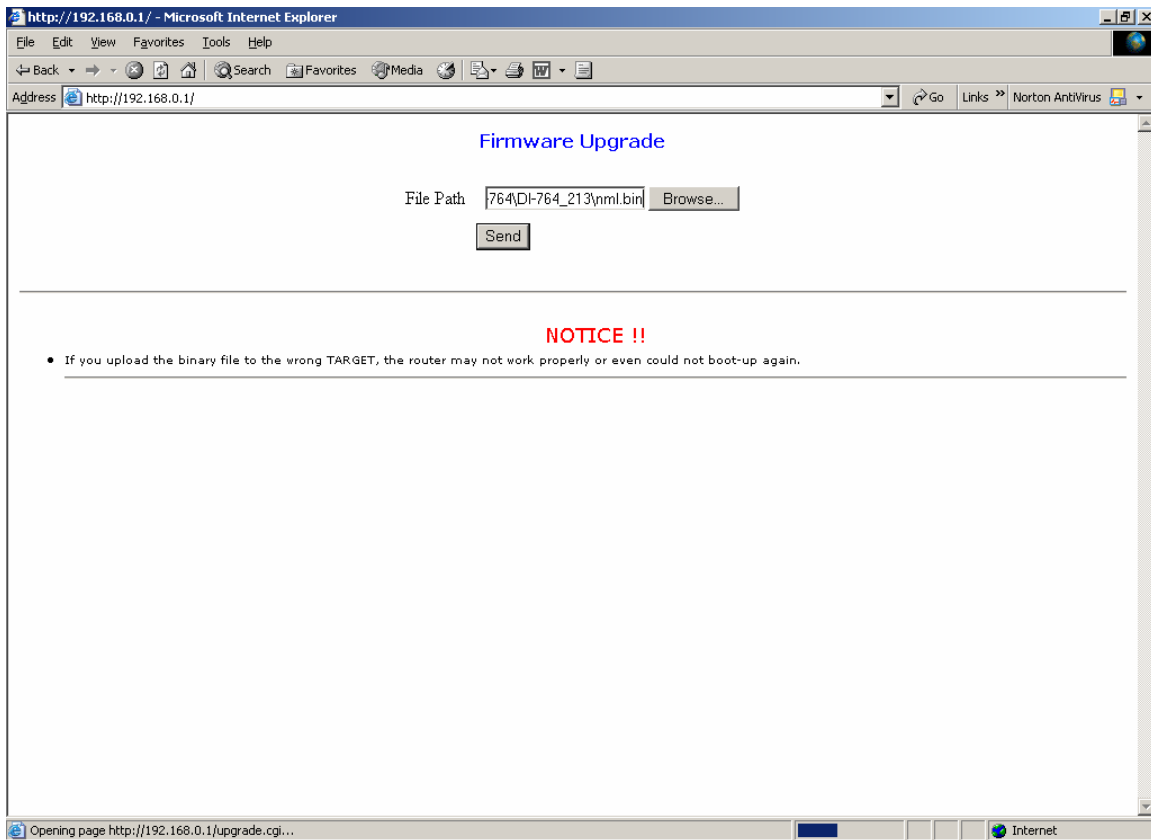 http://192.168.0.1/ - Microsoft Internet Explorer
File Edit View Favorites Tools Help
Back Search Favorites Media
Address http://192.168.0.1/ Go Links » Norton AntiVirus
Firmware Upgrade
File Path 764\DI-764_213\nml.bin Browse...
Send
NOTICE !!
• If you upload the binary file to the wrong TARGET, the router may not work properly or even could not boot-up again.
Opening page http://192.168.0.1/upgrade.cgi... Internet